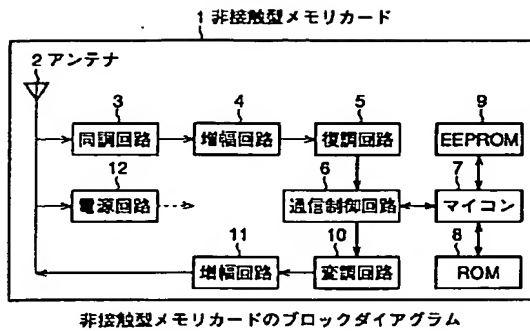 1 非接触型メモリカード
2 アンテナ
3 4 5 9
同調回路 増幅回路 復調回路 EEPROM
12 6 7
電源回路 通信制御回路 マイコン
11 10 8
増幅回路 変調回路 ROM
非接触型メモリカードのブロックダイアグラム